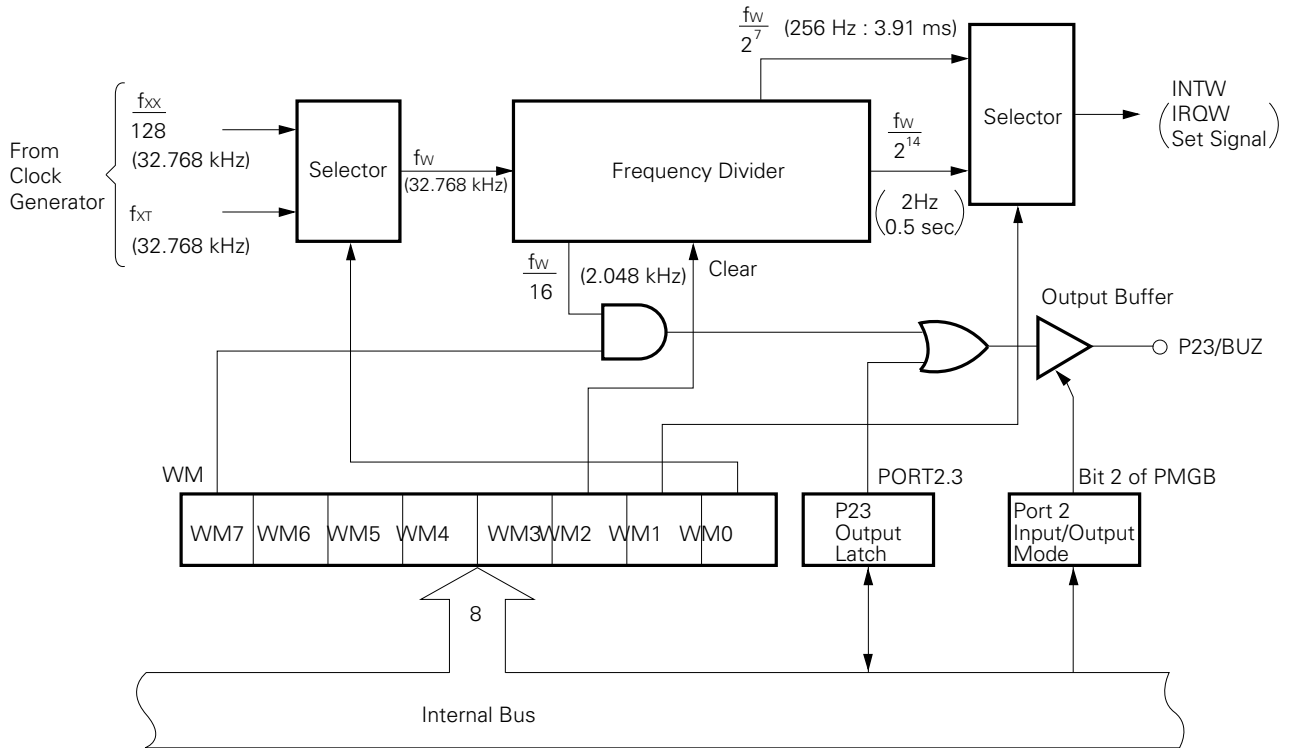 fW
2^7
(256 Hz : 3.91 ms)
From
Clock
Generator
fXX
128
(32.768 kHz)
fXT
(32.768 kHz)
Selector
fW
(32.768 kHz)
Frequency Divider
fW
2^14
2Hz
0.5 sec
Selector
INTW
IRQW
Set Signal
fW
16
(2.048 kHz)
Clear
Output Buffer
P23/BUZ
WM
PORT2.3
Bit 2 of PMGB
WM7 WM6 WM5 WM4 WM3 WM2 WM1 WM0
P23
Output
Latch
Port 2
Input/Output
Mode
8
Internal Bus